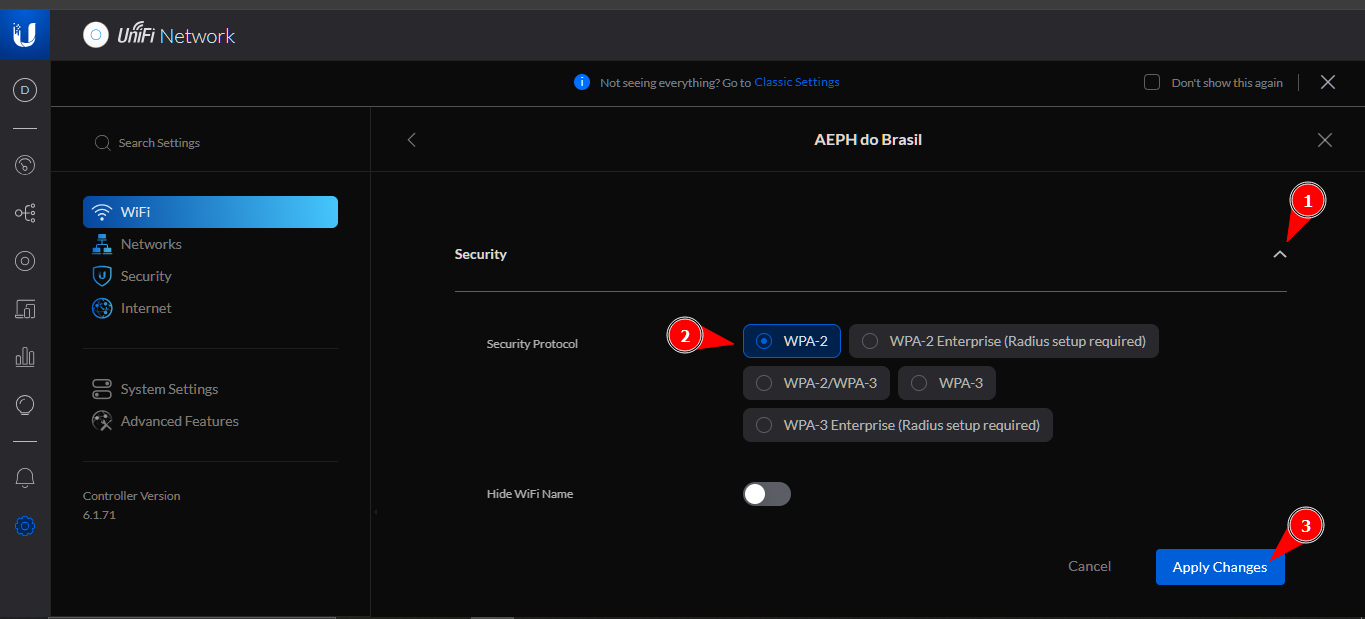 UniFi Network
Not seeing everything? Go to Classic Settings
Don't show this again
D
Search Settings
AEPH do Brasil
WiFi
Networks
Security
Internet
System Settings
Advanced Features
Controller Version
6.1.71
1
Security
2
Security Protocol
WPA-2
WPA-2 Enterprise (Radius setup required)
WPA-2/WPA-3
WPA-3
WPA-3 Enterprise (Radius setup required)
Hide WiFi Name
3
Cancel
Apply Changes